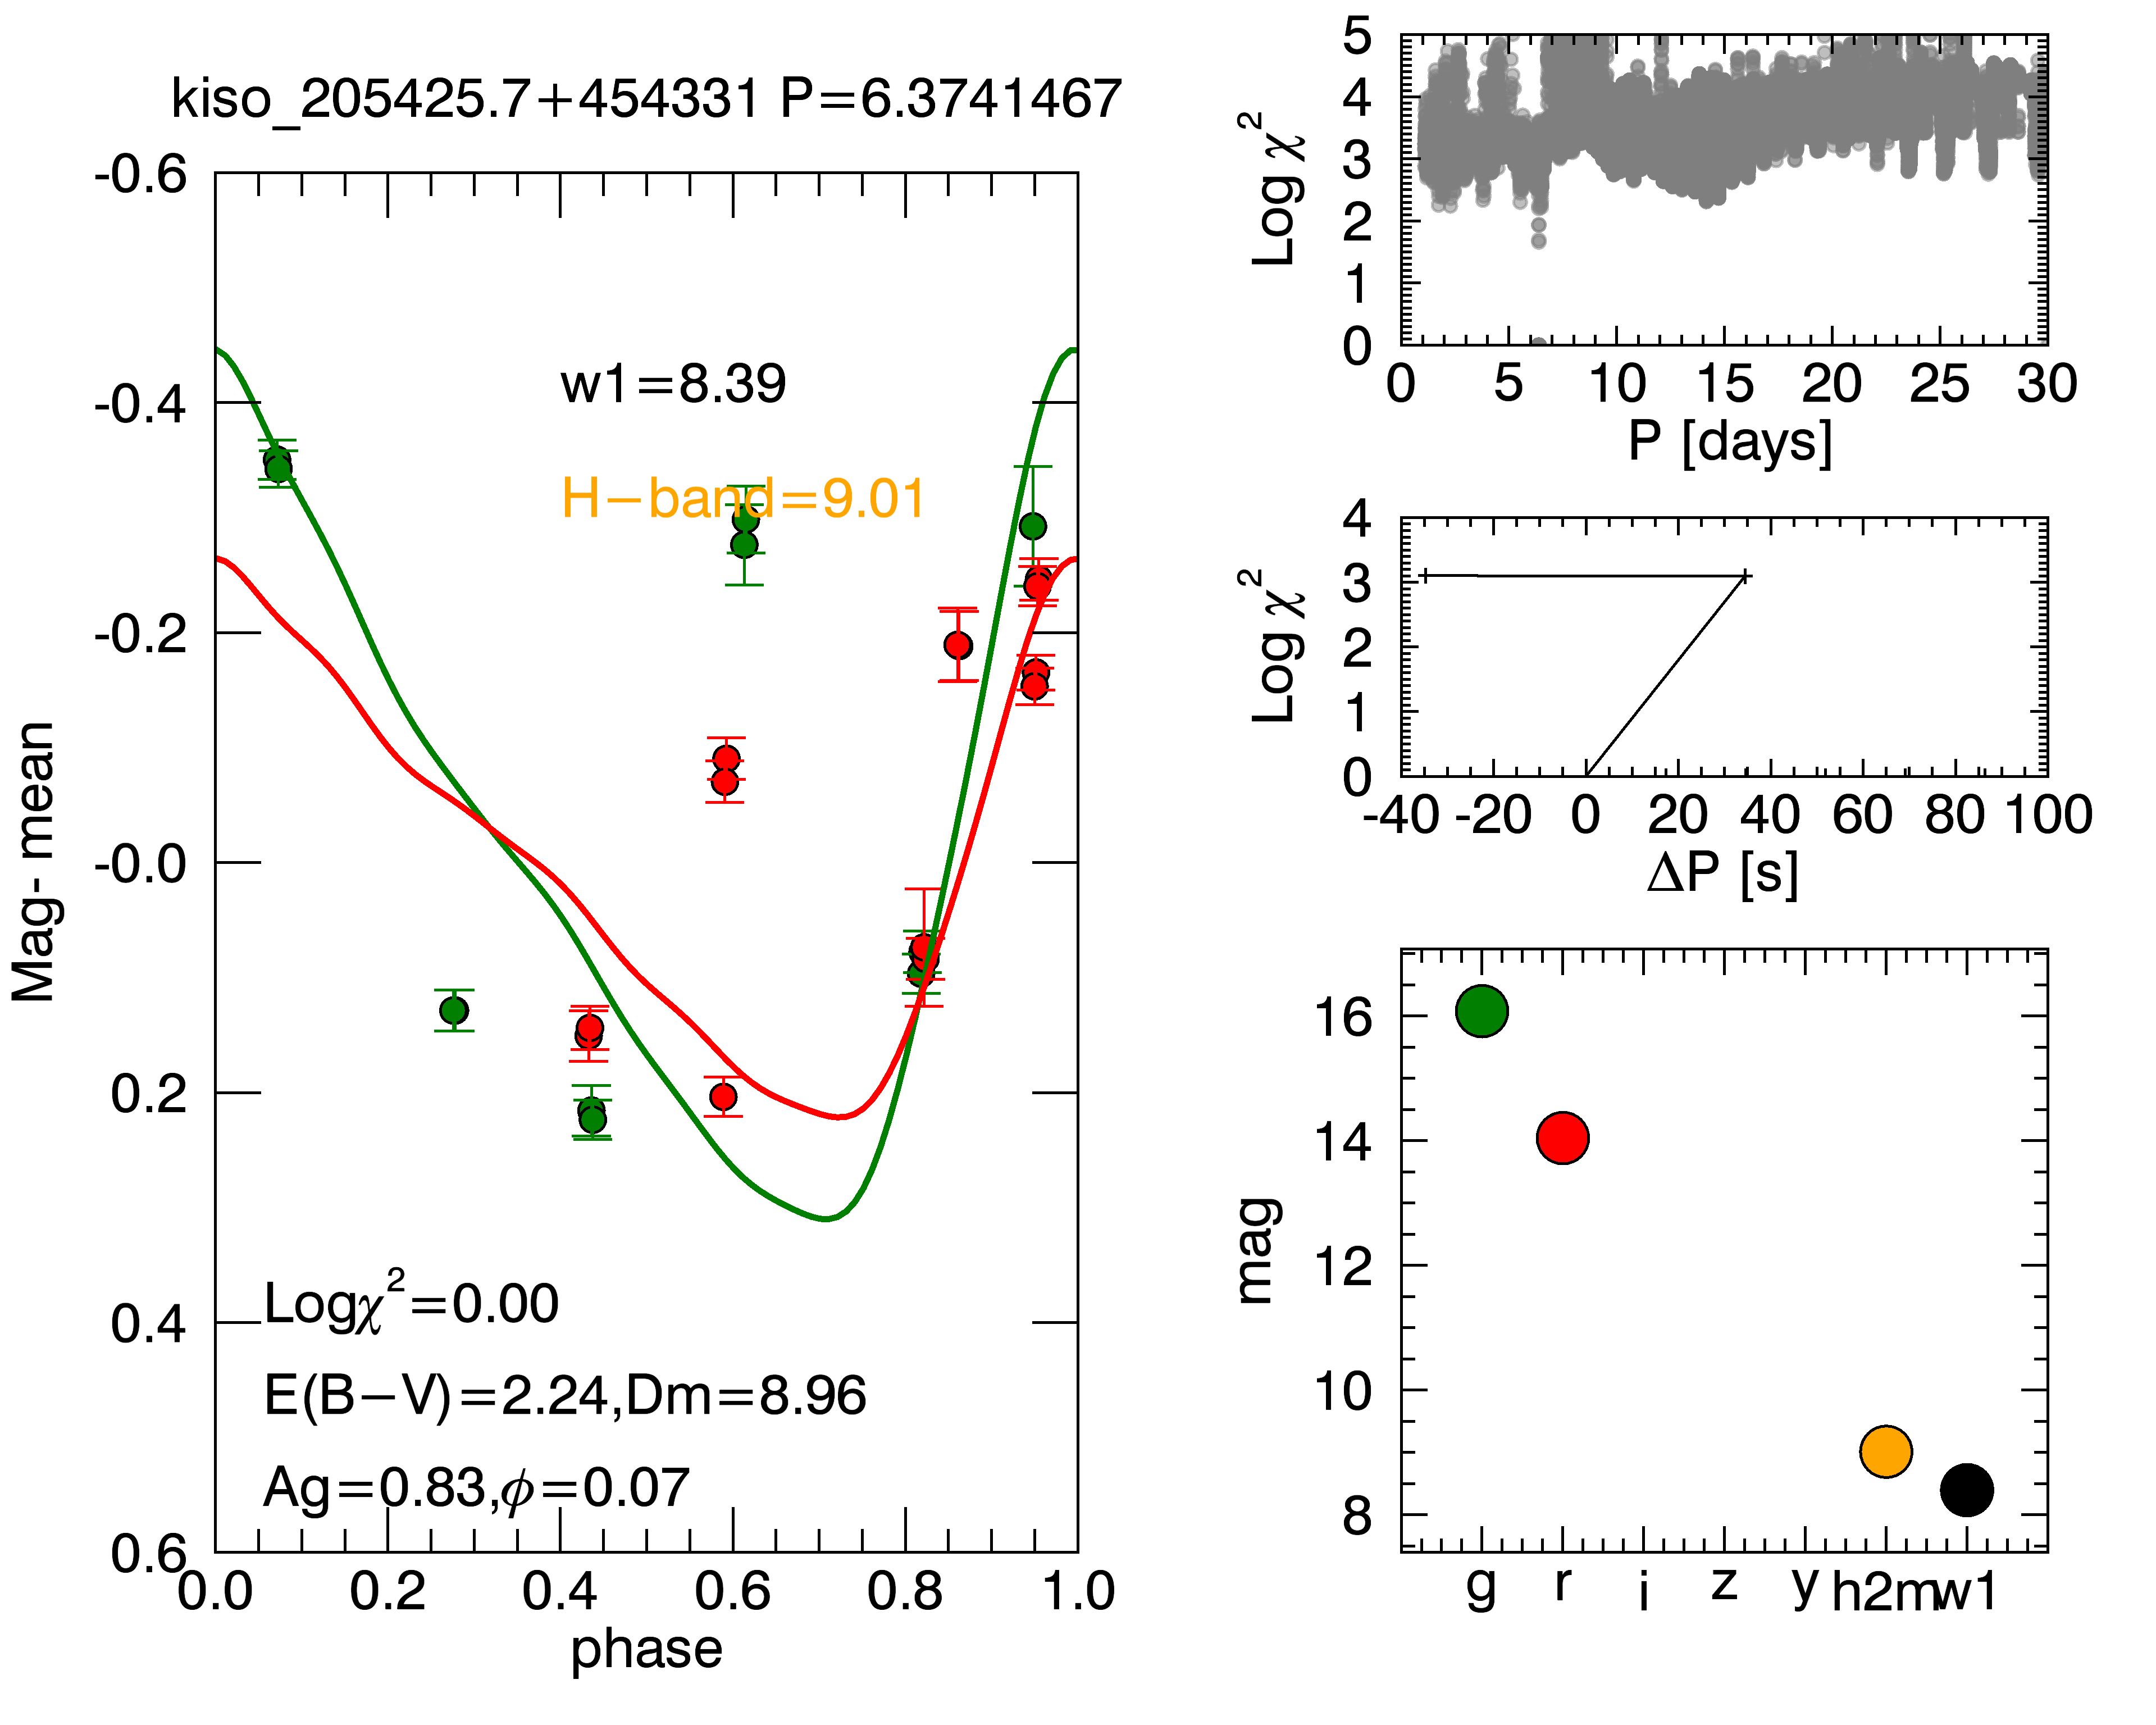 kiso_205425.7+454331 P=6.3741467
-0.6
-0.4
-0.2
-0.0
0.2
0.4
0.6
Mag- mean
w1=8.39
H−band=9.01
Logχ²=0.00
E(B−V)=2.24,Dm=8.96
Ag=0.83,ϕ=0.07
0.0 0.2 0.4 0.6 0.8 1.0
phase
5
4
3
2
1
0
Log χ²
0 5 10 15 20 25 30
P [days]
4
3
2
1
0
Log χ²
-40 -20 0 20 40 60 80 100
ΔP [s]
16
14
12
10
8
mag
g r i z y h2m w1